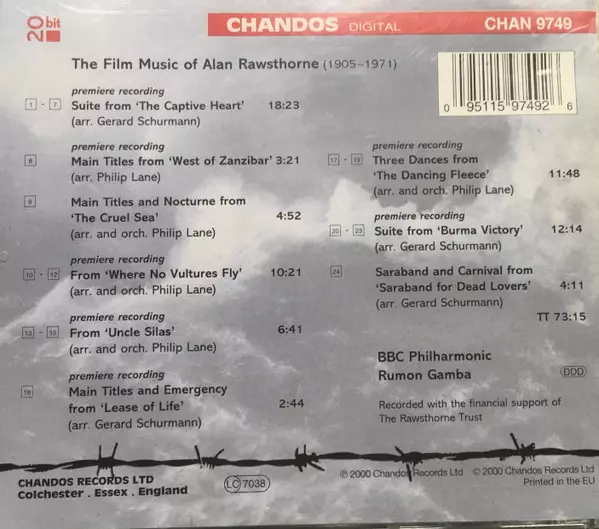 20 bit
CHANDOS DIGITAL CHAN 9749
The Film Music of Alan Rawsthorne (1905-1971)
0 95115 97492 6
premiere recording
1 - 7 Suite from 'The Captive Heart' 18:23
(arr. Gerard Schurmann)
premiere recording
8 Main Titles from 'West of Zanzibar' 3:21
(arr. Philip Lane)
9 Main Titles and Nocturne from
'The Cruel Sea' 4:52
(arr. and orch. Philip Lane)
premiere recording
10 - 12 From 'Where No Vultures Fly' 10:21
(arr. and orch. Philip Lane)
premiere recording
13 - 15 From 'Uncle Silas' 6:41
(arr. and orch. Philip Lane)
premiere recording
16 Main Titles and Emergency
from 'Lease of Life' 2:44
(arr. Gerard Schurmann)
premiere recording
17 - 19 Three Dances from
'The Dancing Fleece' 11:48
(arr. and orch. Philip Lane)
premiere recording
20 - 23 Suite from 'Burma Victory' 12:14
(arr. Gerard Schurmann)
24 Saraband and Carnival from
'Saraband for Dead Lovers' 4:11
(arr. Gerard Schurmann)
TT 73:15
BBC Philharmonic
Rumon Gamba DDD
Recorded with the financial support of
The Rawsthorne Trust
CHANDOS RECORDS LTD
Colchester . Essex . England
LC 7038
℗ 2000 Chandos Records Ltd © 2000 Chandos Records Ltd
Printed in the EU